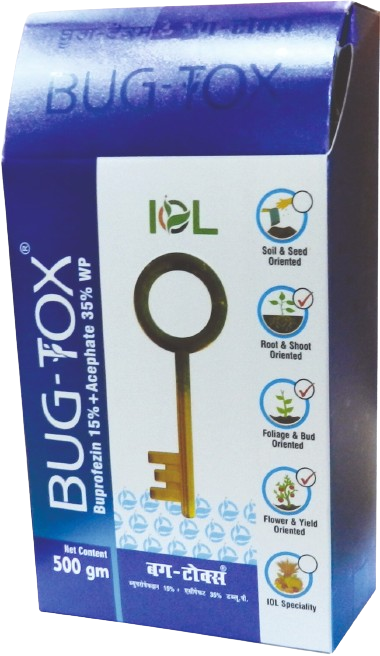 BUG-TOX
IOL
BUG-TOX®
Buprofezin 15% + Acephate 35% WP
Net Content
500 gm
Soil & Seed
Oriented
Root & Shoot
Oriented
Foliage & Bud
Oriented
Flower & Yield
Oriented
IOL Speciality
बग-टोक्स®